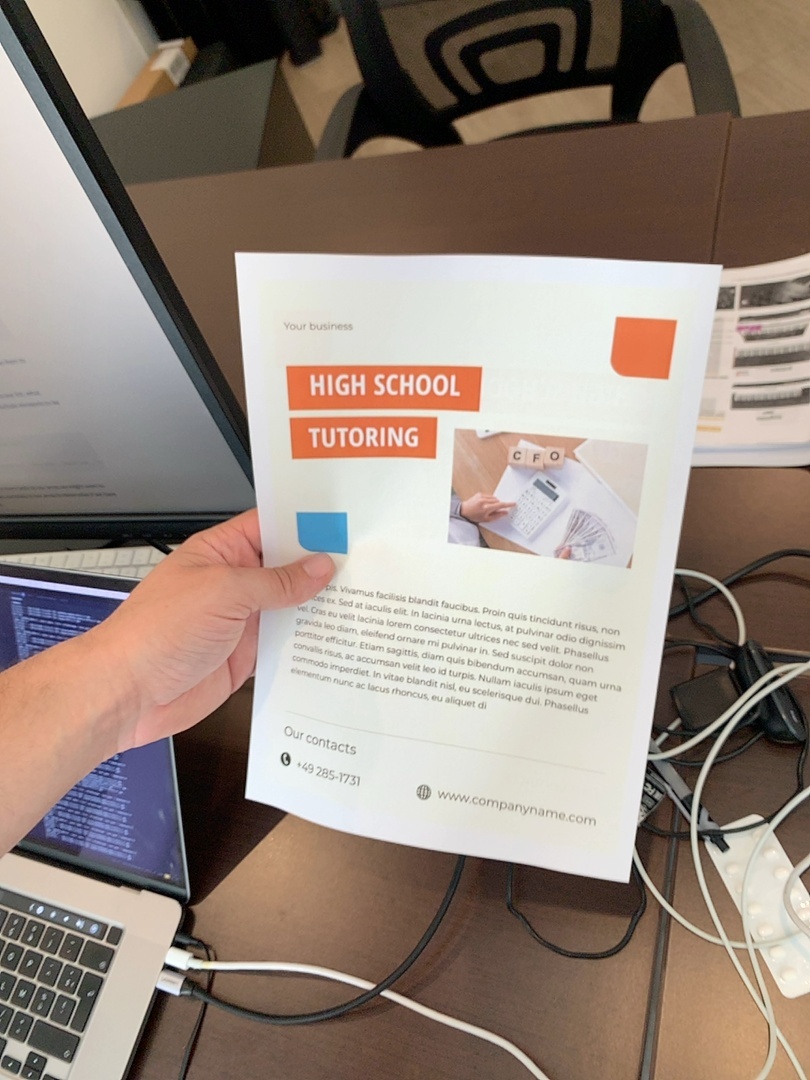 Your business
HIGH SCHOOL
TUTORING
C F O
pis. Vivamus facilisis blandit faucibus. Proin quis tincidunt risus, non
ces ex. Sed at iaculis elit. In lacinia urna lectus, at pulvinar odio dignissim
vel. Cras eu velit lacinia lorem consectetur ultrices nec sed velit. Phasellus
gravida leo diam, eleifend ornare mi pulvinar in. Sed suscipit dolor non
porttitor efficitur. Etiam sagittis, diam quis bibendum accumsan, quam urna
convallis risus, ac accumsan velit leo id turpis. Nullam iaculis ipsum eget
commodo imperdiet. In vitae blandit nisl, eu scelerisque dui. Phasellus
elementum nunc ac lacus rhoncus, eu aliquet di
Our contacts
+49 285-1731
www.companyname.com